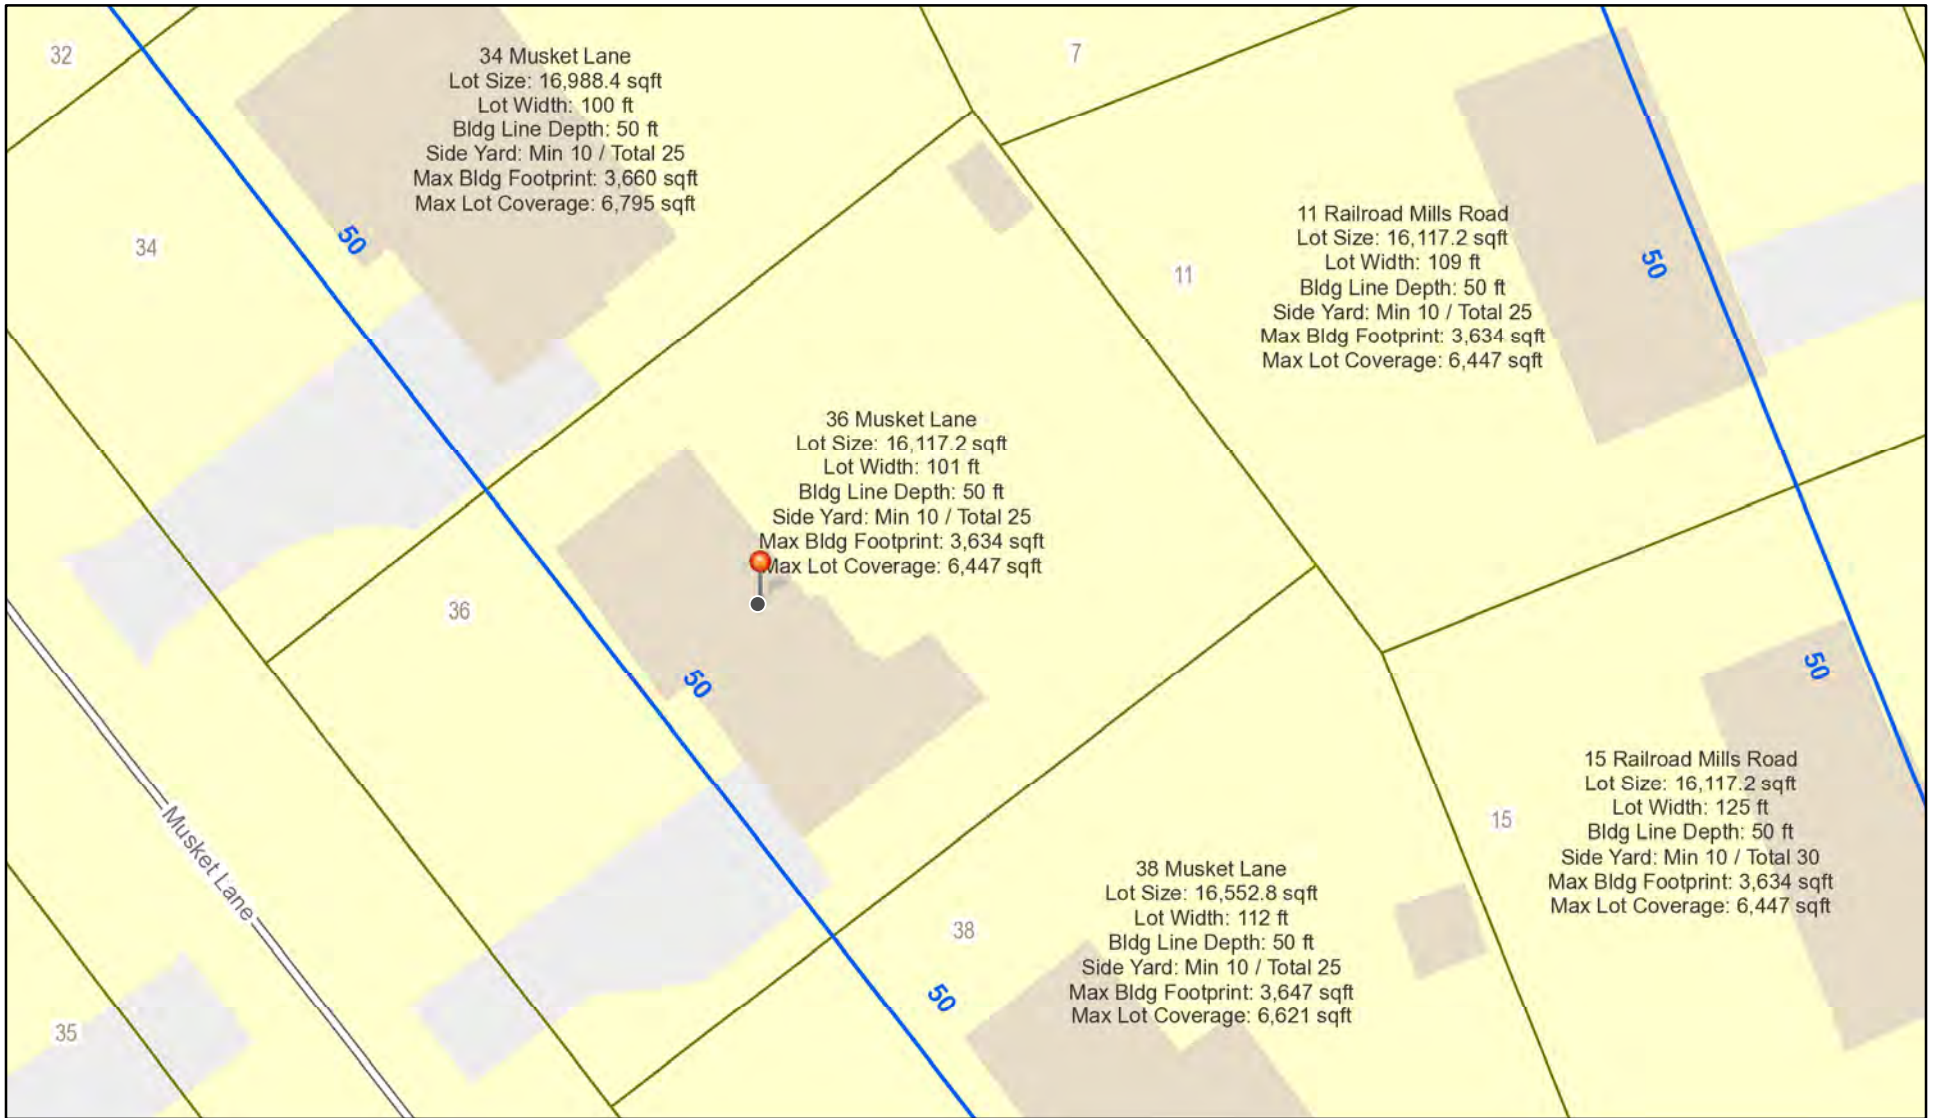 32
34 Musket Lane
Lot Size: 16,988.4 sqft
Lot Width: 100 ft
Bldg Line Depth: 50 ft
Side Yard: Min 10 / Total 25
Max Bldg Footprint: 3,660 sqft
Max Lot Coverage: 6,795 sqft
7
34
50
11 Railroad Mills Road
Lot Size: 16,117.2 sqft
Lot Width: 109 ft
Bldg Line Depth: 50 ft
Side Yard: Min 10 / Total 25
Max Bldg Footprint: 3,634 sqft
Max Lot Coverage: 6,447 sqft
11
50
36 Musket Lane
Lot Size: 16,117.2 sqft
Lot Width: 101 ft
Bldg Line Depth: 50 ft
Side Yard: Min 10 / Total 25
Max Bldg Footprint: 3,634 sqft
Max Lot Coverage: 6,447 sqft
36
50
50
15 Railroad Mills Road
Lot Size: 16,117.2 sqft
Lot Width: 125 ft
Bldg Line Depth: 50 ft
Side Yard: Min 10 / Total 30
Max Bldg Footprint: 3,634 sqft
Max Lot Coverage: 6,447 sqft
15
Musket Lane
38 Musket Lane
Lot Size: 16,552.8 sqft
Lot Width: 112 ft
Bldg Line Depth: 50 ft
Side Yard: Min 10 / Total 25
Max Bldg Footprint: 3,647 sqft
Max Lot Coverage: 6,621 sqft
38
50
35